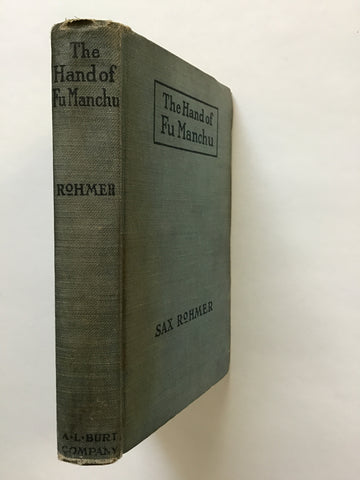 The
Hand of
Fu Manchu
ROHMER
A·L·BURT
COMPANY
The Hand of
Fu Manchu
SAX ROHMER